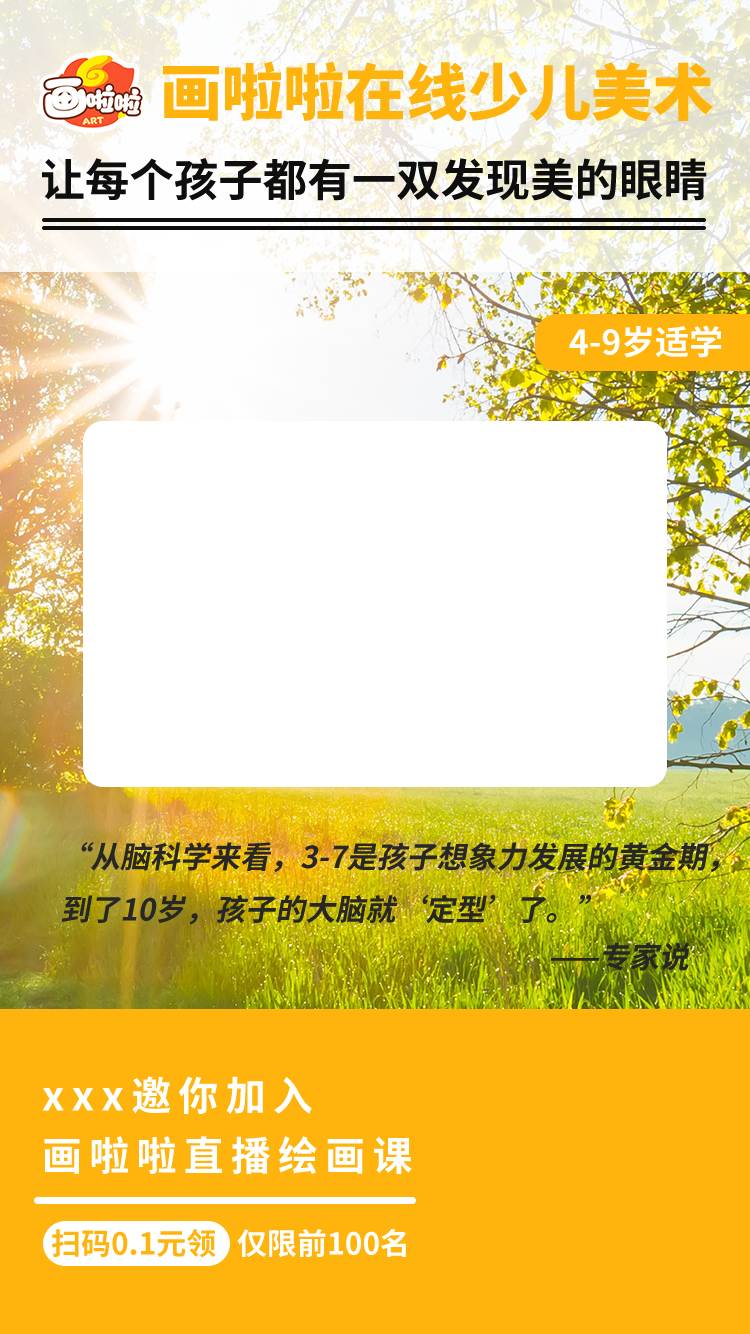 画啦啦
ART
画啦啦在线少儿美术
让每个孩子都有一双发现美的眼睛
4-9岁适学
“从脑科学来看，3-7是孩子想象力发展的黄金期，
到了10岁，孩子的大脑就‘定型’了。”
——专家说
xxx邀你加入
画啦啦直播绘画课
扫码0.1元领 仅限前100名